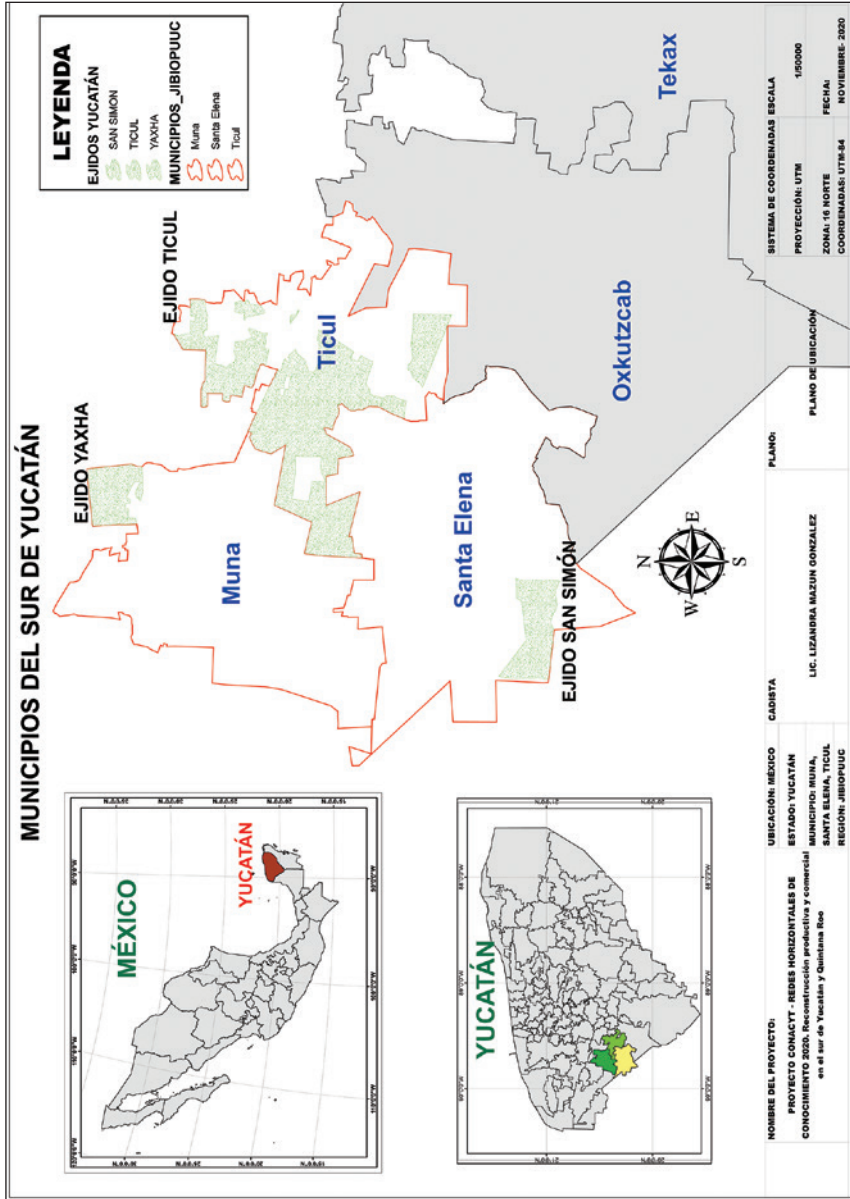 MUNICIPIOS DEL SUR DE YUCATÁN
MÉXICO
YUCATÁN
YUCATÁN
LEYENDA
EJIDOS YUCATÁN
SAN SIMON
TICUL
YAXHA
MUNICIPIOS_JIBIOPUUC
Muna
Santa Elena
Ticul
EJIDO YAXHA
EJIDO TICUL
Muna
Ticul
Santa Elena
EJIDO SAN SIMÓN
Oxkutzcab
Tekax
N
W
E
S
NOMBRE DEL PROYECTO:
PROYECTO CONACYT - REDES HORIZONTALES DE
CONOCIMIENTO 2020. Reconstrucción productiva y comercial
en el sur de Yucatán y Quintana Roo
UBICACIÓN: MÉXICO
ESTADO: YUCATÁN
MUNICIPIO: MUNA,
SANTA ELENA, TICUL
REGIÓN: JIBIOPUUC
CADISTA
LIC. LIZANDRA MAZUN GONZALEZ
PLANO:
PLANO DE UBICACIÓN
SISTEMA DE COORDENADAS
PROYECCIÓN: UTM
ZONA: 16 NORTE
COORDENADAS: UTM-84
ESCALA
1/50000
FECHA:
NOVIEMBRE- 2020